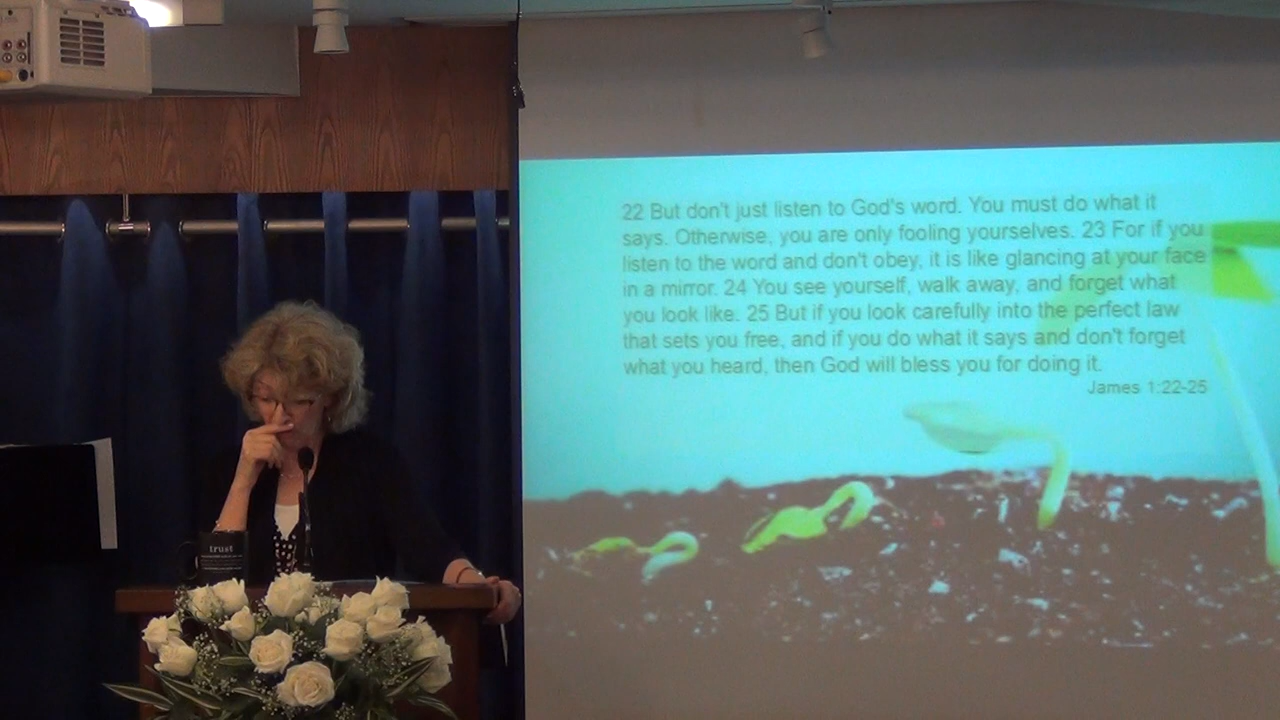 22 But don't just listen to God's word. You must do what it
says. Otherwise, you are only fooling yourselves. 23 For if you
listen to the word and don't obey, it is like glancing at your face
in a mirror. 24 You see yourself, walk away, and forget what
you look like. 25 But if you look carefully into the perfect law
that sets you free, and if you do what it says and don't forget
what you heard, then God will bless you for doing it.
James 1:22-25
trust